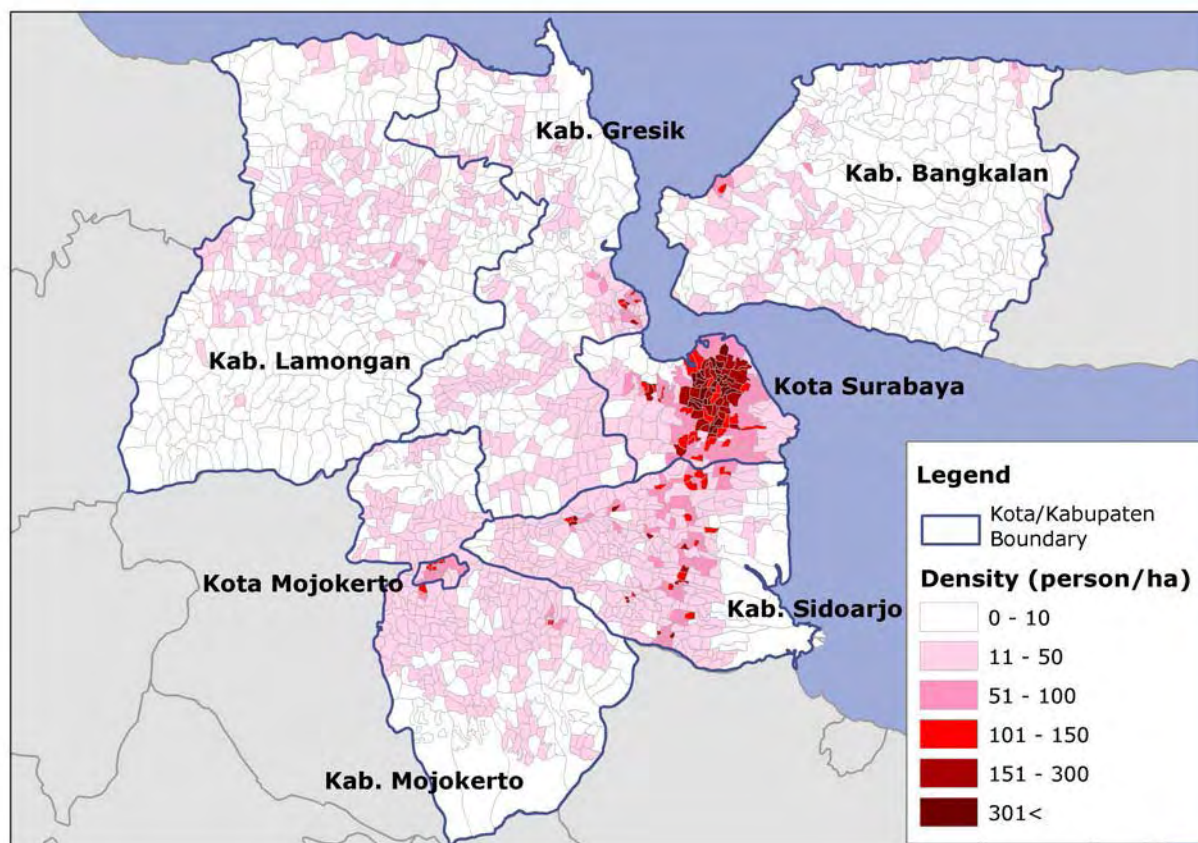 Kab. Gresik
Kab. Bangkalan
Kab. Lamongan
Kota Surabaya
Kota Mojokerto
Kab. Sidoarjo
Kab. Mojokerto
Legend
Kota/Kabupaten
Boundary
Density (person/ha)
0 - 10
11 - 50
51 - 100
101 - 150
151 - 300
301<